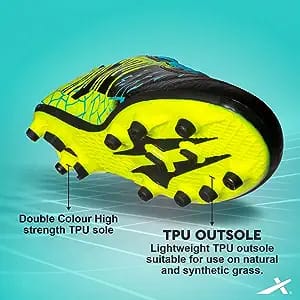 Double Colour High
strength TPU sole
TPU OUTSOLE
Lightweight TPU outsole
suitable for use on natural
and synthetic grass.